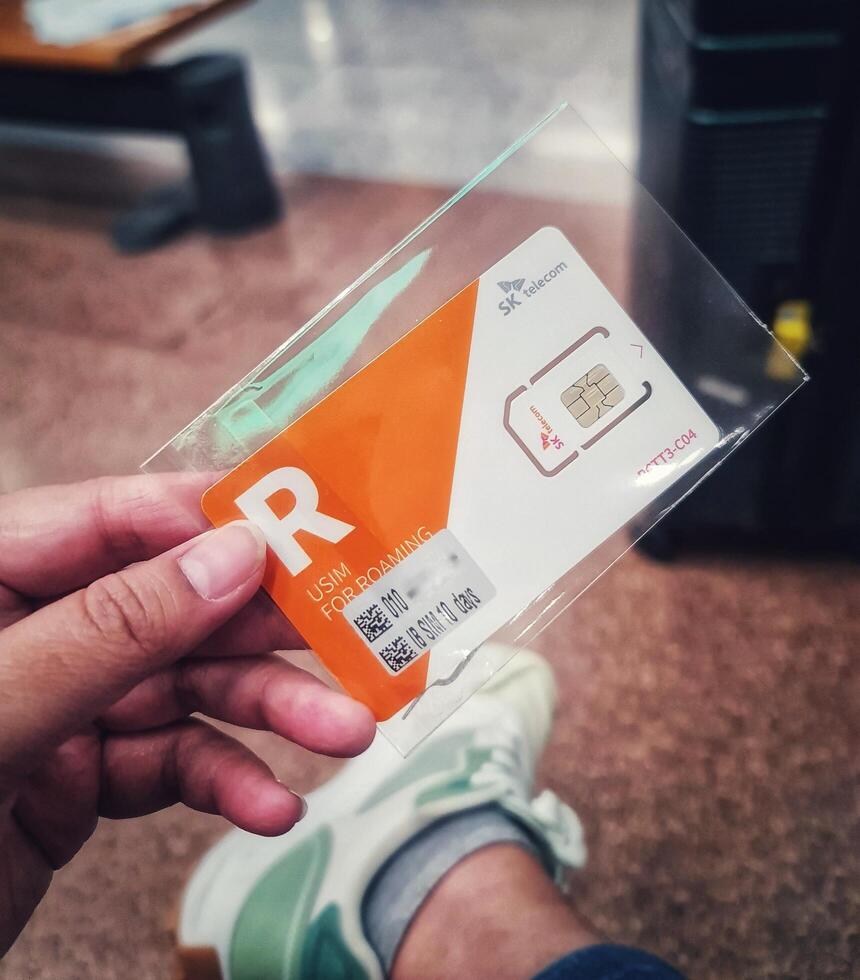 SK telecom
SK telecom
R
USIM
FOR ROAMING
010
IB SIM 10 days